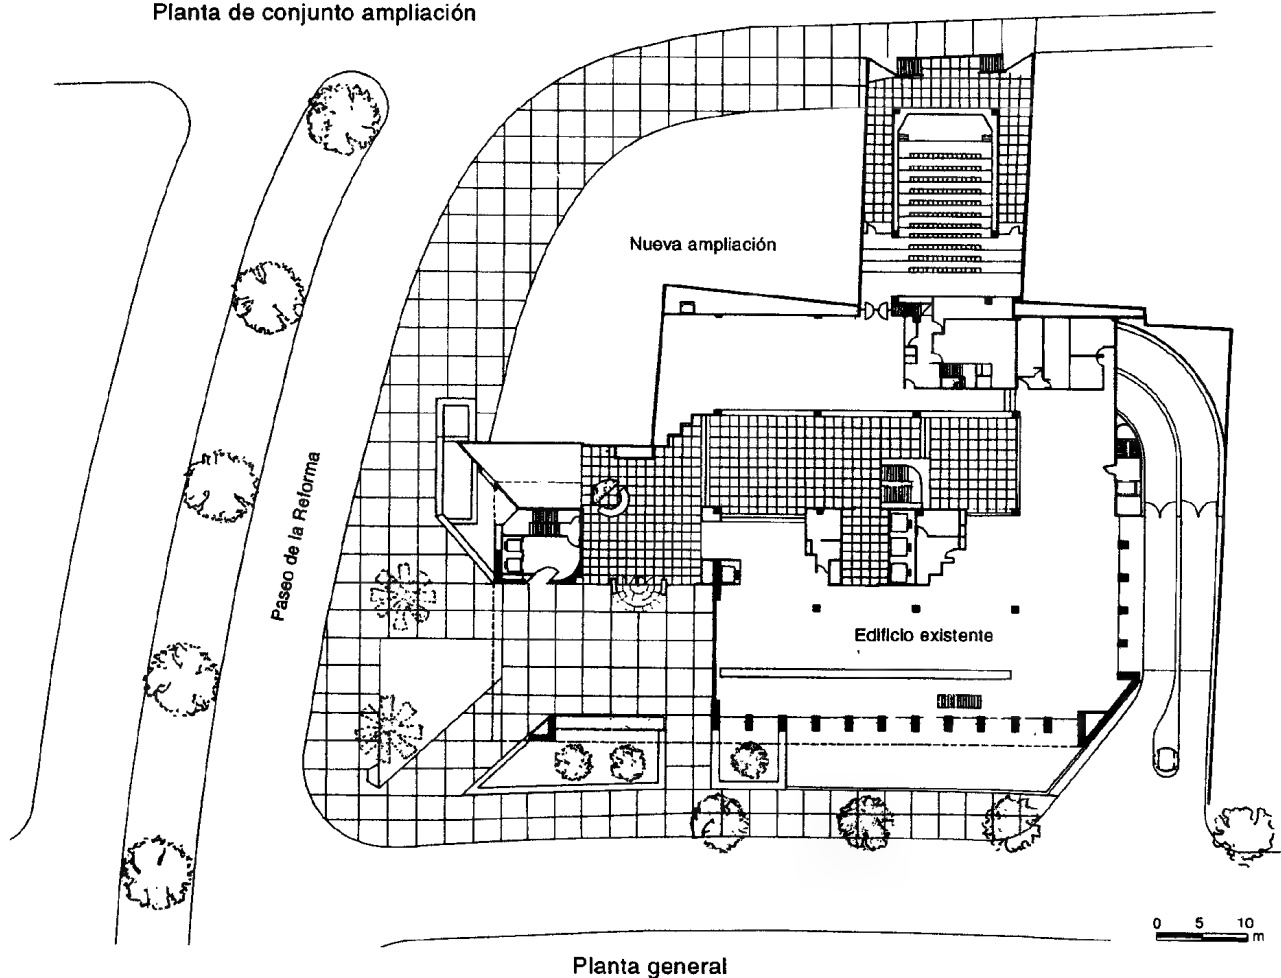 Planta de conjunto ampliación
Nueva ampliación
Paseo de la Reforma
Edificio existente
0 5 10
m
Planta general